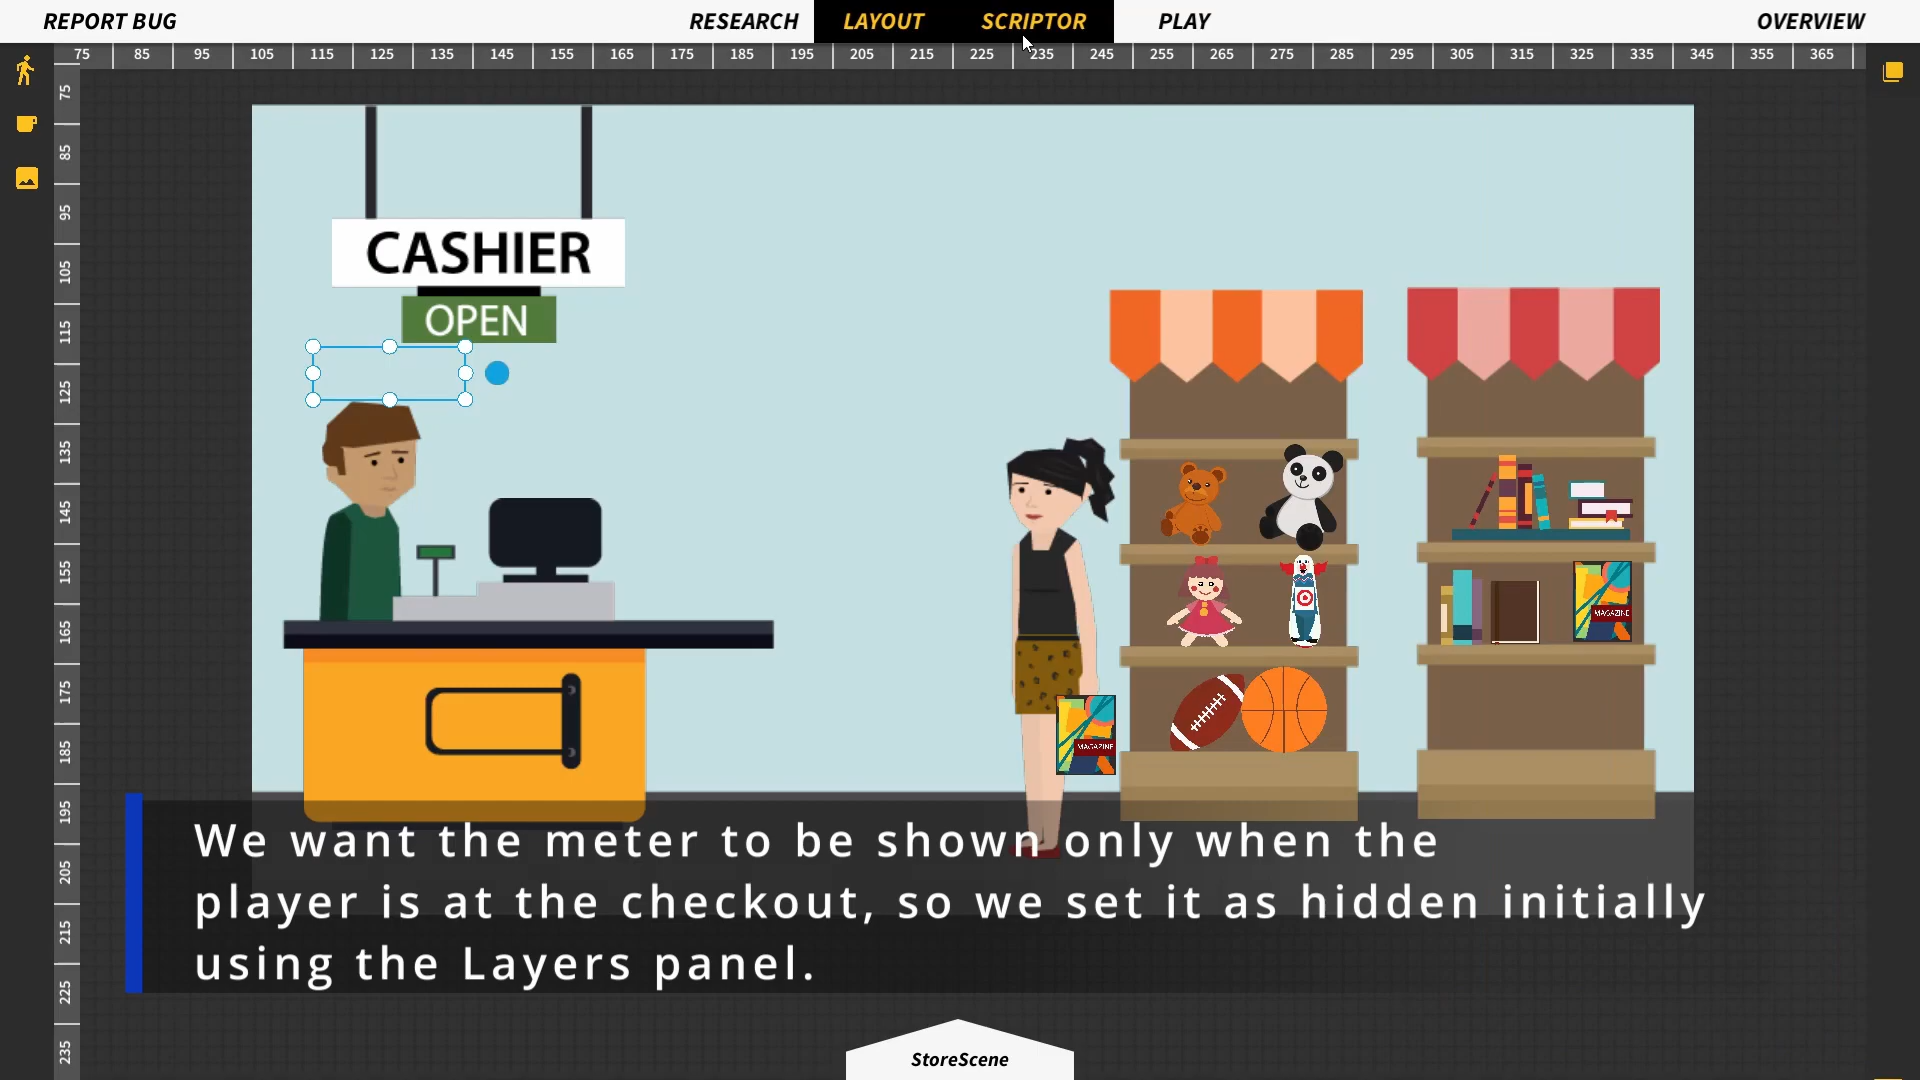 REPORT BUG
RESEARCH
LAYOUT
SCRIPTOR
PLAY
OVERVIEW
75 85 95 105 115 125 135 145 155 165 175 185 195 205 215 225 235 245 255 265 275 285 295 305 315 325 335 345 355 365
75
85
95
105
115
125
135
145
155
165
175
185
195
205
215
225
235
CASHIER
OPEN
MAGAZINE
MAGAZINE
We want the meter to be shown only when the
player is at the checkout, so we set it as hidden initially
using the Layers panel.
StoreScene